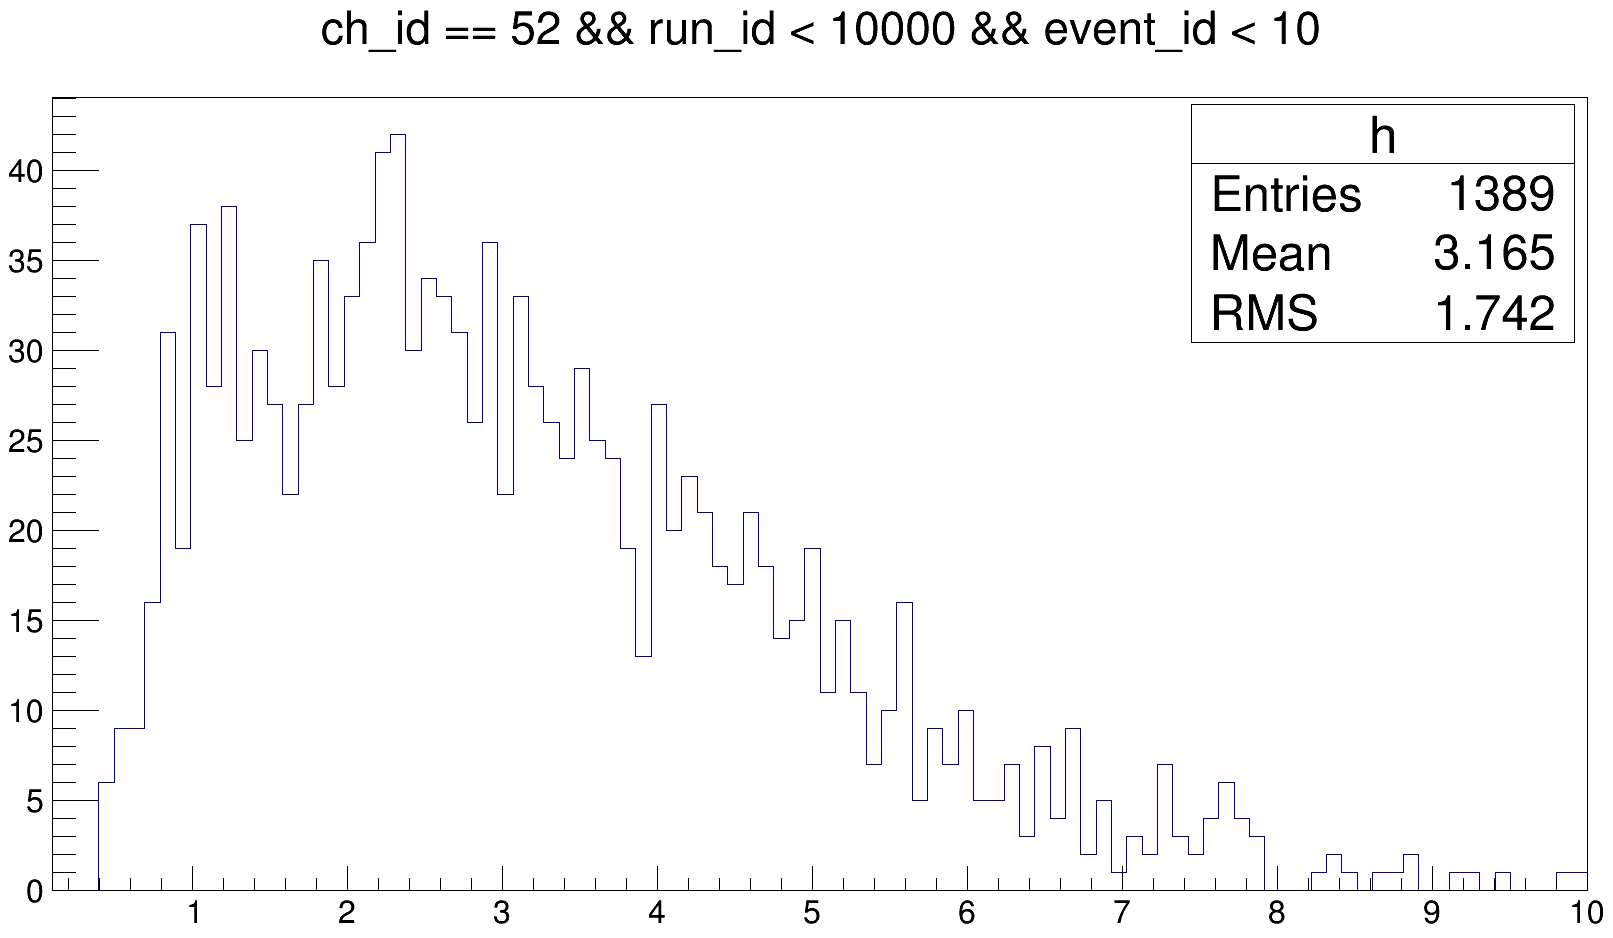 ch_id == 52 && run_id < 10000 && event_id < 10
h
Entries 1389
Mean 3.165
RMS 1.742
40
35
30
25
20
15
10
5
0
1 2 3 4 5 6 7 8 9 10